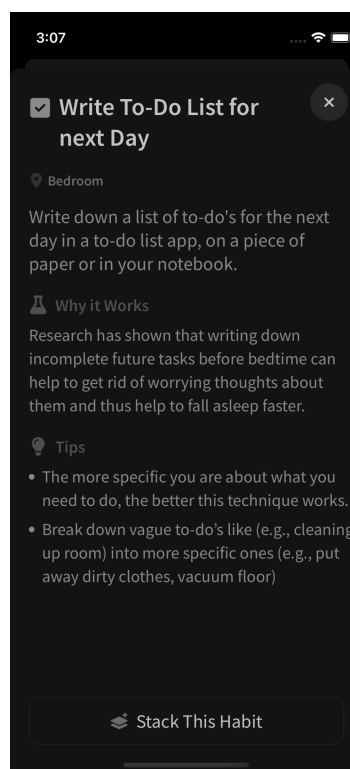 3:07
Write To-Do List for
next Day
Bedroom
Write down a list of to-do's for the next
day in a to-do list app, on a piece of
paper or in your notebook.
Why it Works
Research has shown that writing down
incomplete future tasks before bedtime can
help to get rid of worrying thoughts about
them and thus help to fall asleep faster.
Tips
• The more specific you are about what you
need to do, the better this technique works.
• Break down vague to-do’s like (e.g., cleaning
up room) into more specific ones (e.g., put
away dirty clothes, vacuum floor)
Stack This Habit